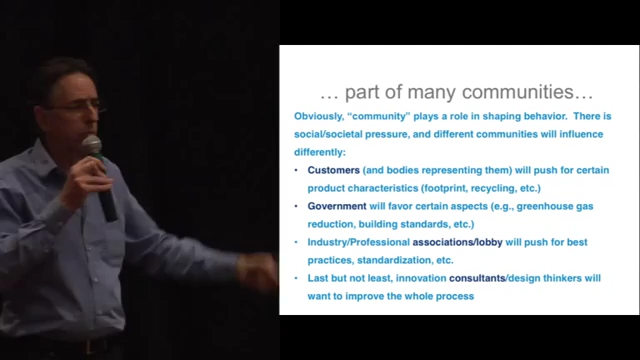 … part of many communities…
Obviously, “community” plays a role in shaping behavior.  There is
social/societal pressure, and different communities will influence
differently:
• Customers (and bodies representing them) will push for certain
product characteristics (footprint, recycling, etc.)
• Government will favor certain aspects (e.g., greenhouse gas
reduction, building standards, etc.)
• Industry/Professional associations/lobby will push for best
practices, standardization, etc.
• Last but not least, innovation consultants/design thinkers will
want to improve the whole process